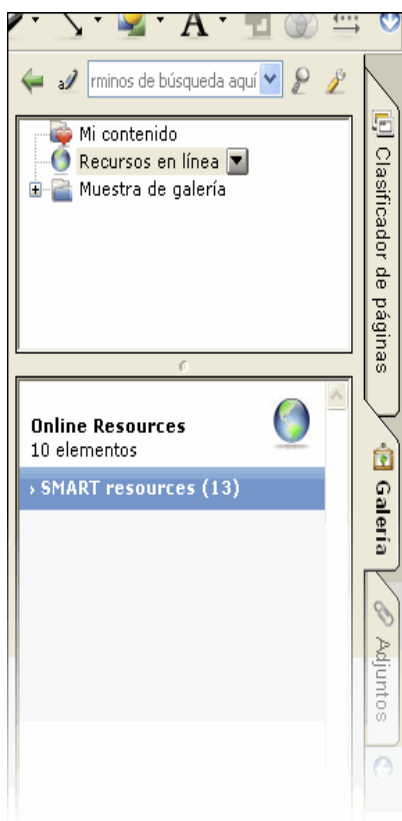 A
rminos de búsqueda aquí
Mi contenido
Recursos en línea
Muestra de galería
Online Resources
10 elementos
› SMART resources (13)
Clasificador de páginas
Galería
Adjuntos